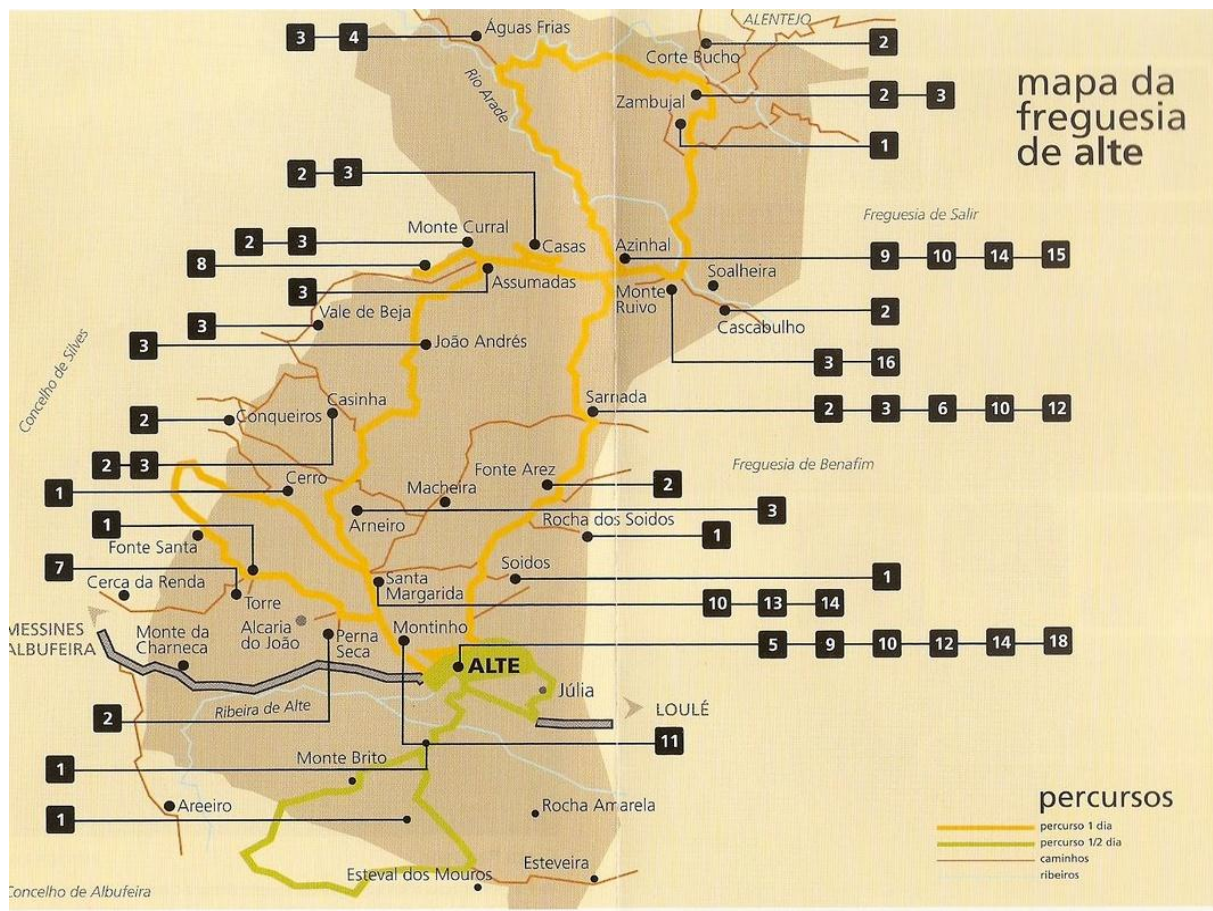 Águas Frias
ALENTEJO
3 4
2
Corte Bucho
mapa da
freguesia
de alte
Rio Arade
Zambujal
2 3
1
2 3
Freguesia de Salir
Monte Curral
2 3
Casas
Azinhal
9 10 14 15
8
Soalheira
3
Assumadas
Monte
Ruivo
Vale de Beja
3
2
Cascabulho
3
João Andrés
Concelho de Silves
3 16
Casinha
Sarnada
2 3 6 10 12
2
Conqueiros
2 3
Fonte Arez
Freguesia de Benafim
1
Cerro
Macheira
2
3
1
Arneiro
Rocha dos Soidos
1
Fonte Santa
Soidos
7
Cerca da Renda
Santa
Margarida
1
Torre
10 13 14
MESSINES
ALBUFEIRA
Monte da
Charneca
Alcaria
do João
Perna
Seca
Montinho
5 9 10 12 14 18
ALTE
Júlia
2
Ribeira de Alte
LOULÉ
11
1
Monte Brito
Areeiro
Rocha Amarela
percursos
1
percurso 1 dia
percurso 1/2 dia
caminhos
ribeiros
Esteveira
Esteval dos Mouros
Concelho de Albufeira